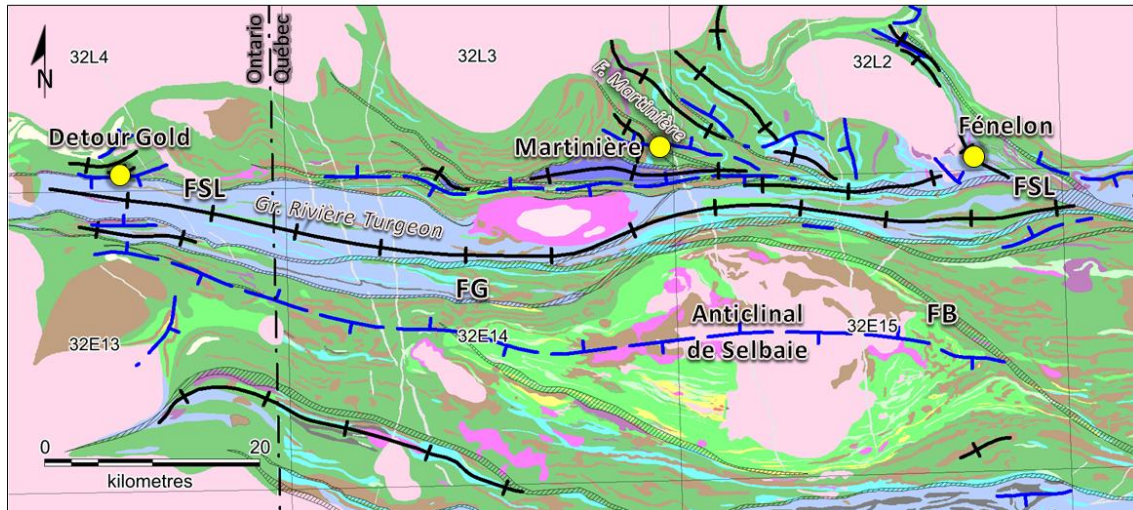 32L4
Ontario
Québec
32L3
32L2
N
F. Martinière
Detour Gold
Martinière
Fénelon
FSL
FSL
Gr. Rivière Turgeon
FG
FB
Anticlinal
de Selbaie
32E13
32E14
32E15
0 20
kilometres